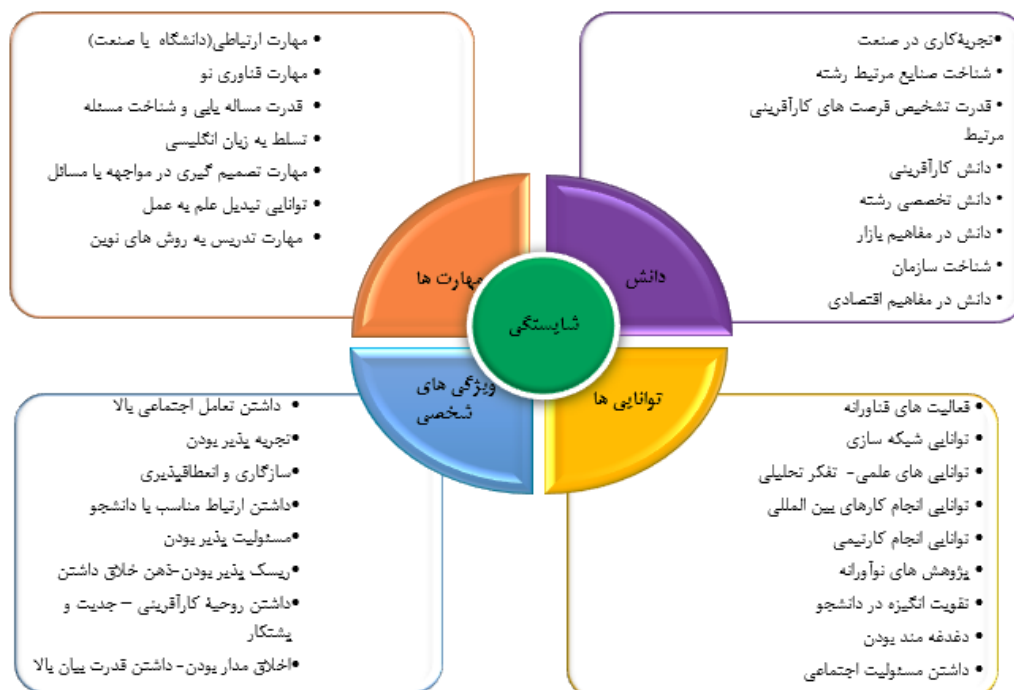 •تجربۀکاری در صنعت
• شناخت صنایع مرتبط رشته
• قدرت تشخیص فرصت های کارآفرینی
مرتبط
• دانش کارآفرینی
• دانش تخصصی رشته
• دانش در مفاهیم بازار
• شناخت سازمان
• دانش در مفاهیم اقتصادی
• مهارت ارتباطی(دانشگاه با صنعت)
• مهارت فناوری نو
• قدرت مساله یابی و شناخت مسئله
• تسلط به زبان انگلیسی
• مهارت تصمیم گیری در مواجهه با مسائل
• توانایی تبدیل علم به عمل
• مهارت تدریس به روش های نوین
دانش
مهارت ها
شایستگی
توانایی ها
ویژگی های
شخصی
• فعالیت های فناورانه
• توانایی شبکه سازی
• توانایی های علمی- تفکر تحلیلی
• توانایی انجام کارهای بین المللی
• توانایی انجام کارتیمی
• پژوهش های نوآورانه
• تقویت انگیزه در دانشجو
• دغدغه مند بودن
• داشتن مسئولیت اجتماعی
• داشتن تعامل اجتماعی بالا
•تجربه پذیر بودن
•سازگاری و انعطافپذیری
•داشتن ارتباط مناسب با دانشجو
•مسئولیت پذیر بودن
•ریسک پذیر بودن-ذهن خلاق داشتن
•داشتن روحیۀ کارآفرینی – جدیت و
پشتکار
•اخلاق مدار بودن- داشتن قدرت بیان بالا